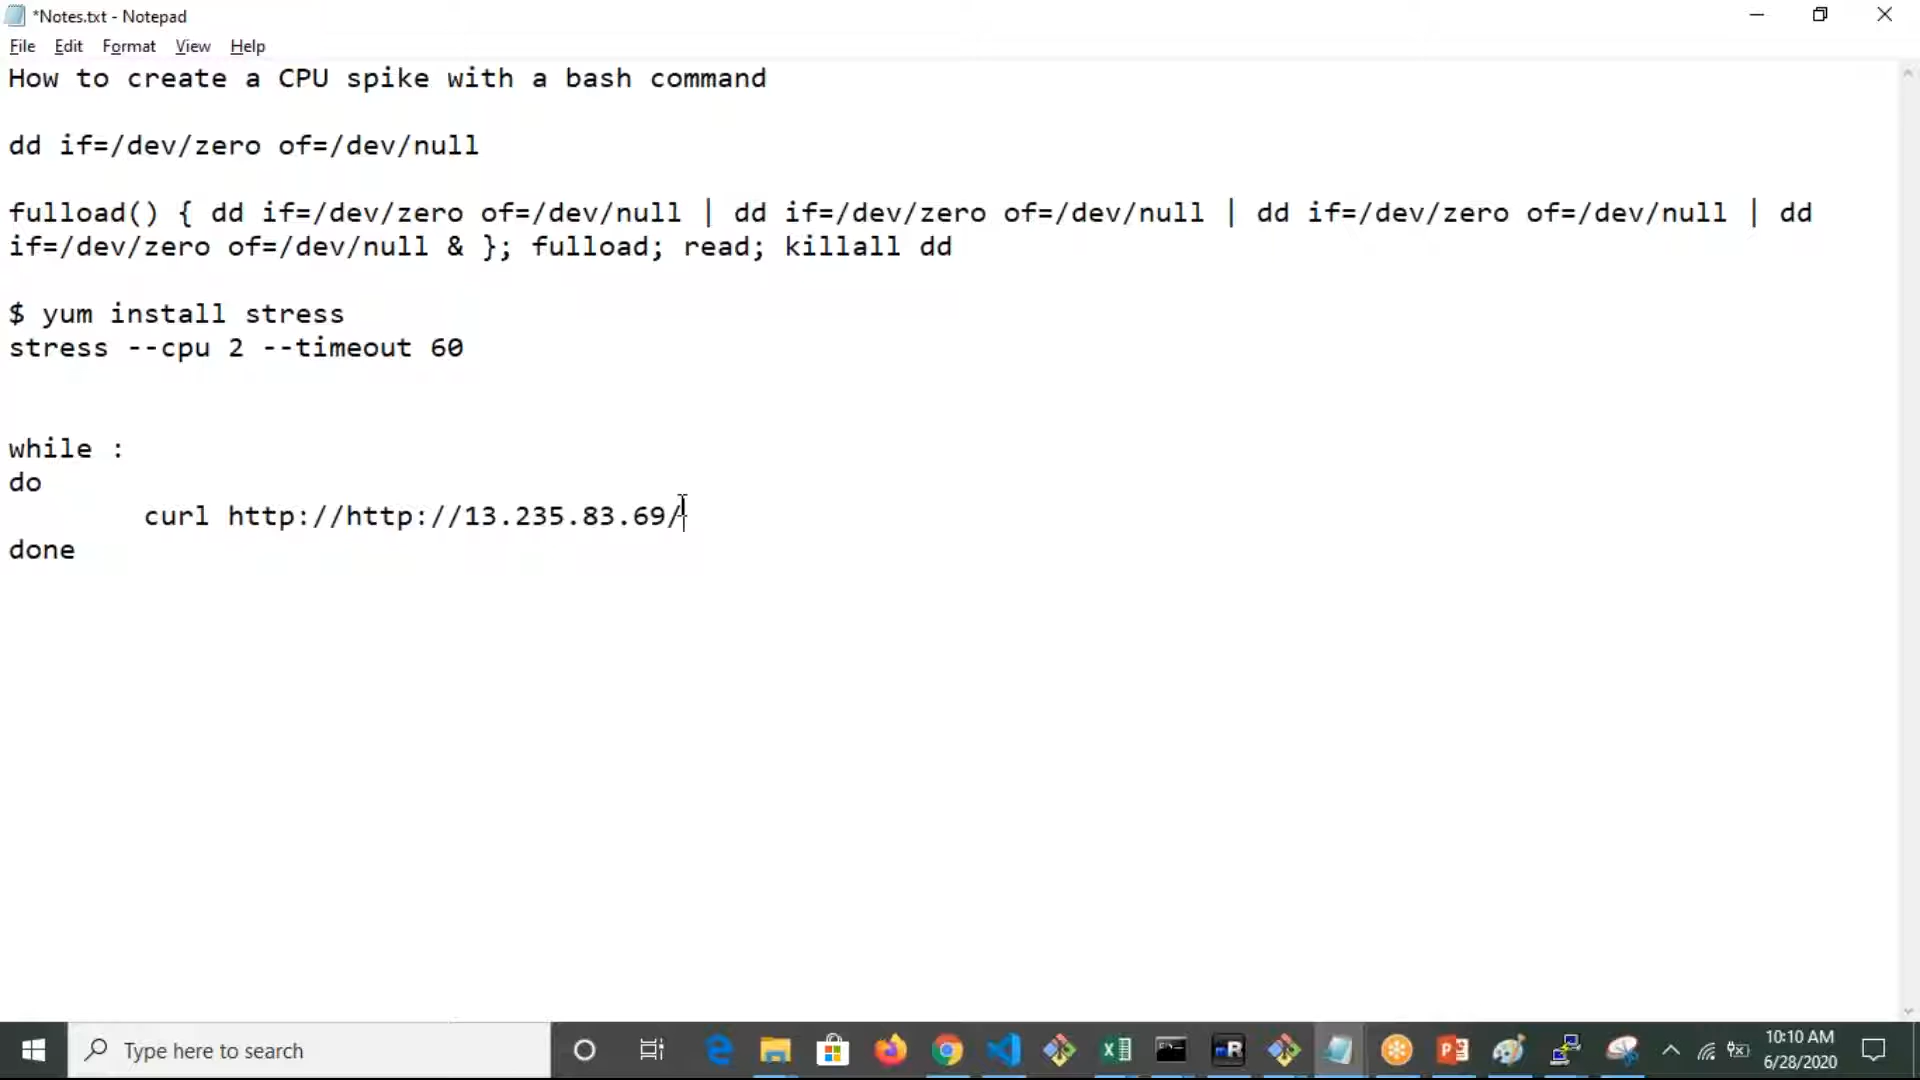 *Notes.txt - Notepad
File Edit Format View Help
How to create a CPU spike with a bash command
dd if=/dev/zero of=/dev/null
fulload() { dd if=/dev/zero of=/dev/null | dd if=/dev/zero of=/dev/null | dd if=/dev/zero of=/dev/null | dd
if=/dev/zero of=/dev/null & }; fulload; read; killall dd
$ yum install stress
stress --cpu 2 --timeout 60
while :
do
curl http://http://13.235.83.69/
done
Type here to search
10:10 AM
6/28/2020